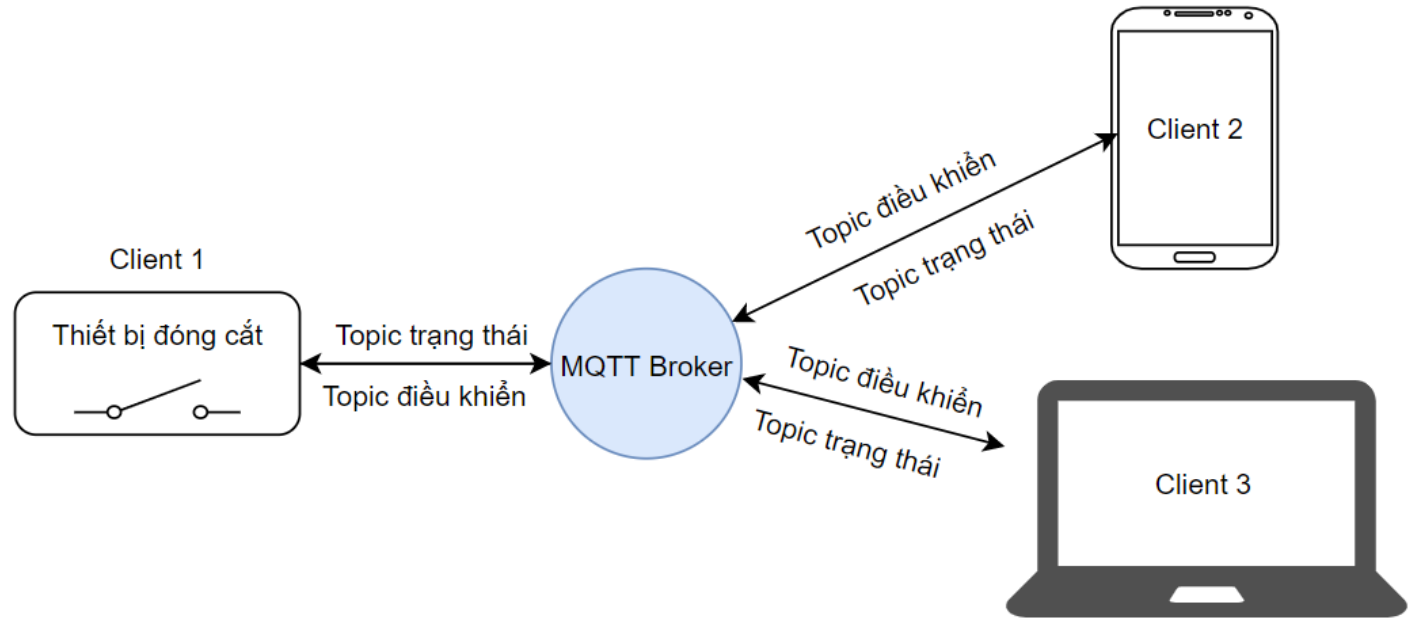 Client 2
Topic điều khiển
Topic trạng thái
Client 1
Thiết bị đóng cắt
Topic trạng thái
Topic điều khiển
MQTT Broker
Topic điều khiển
Topic trạng thái
Client 3